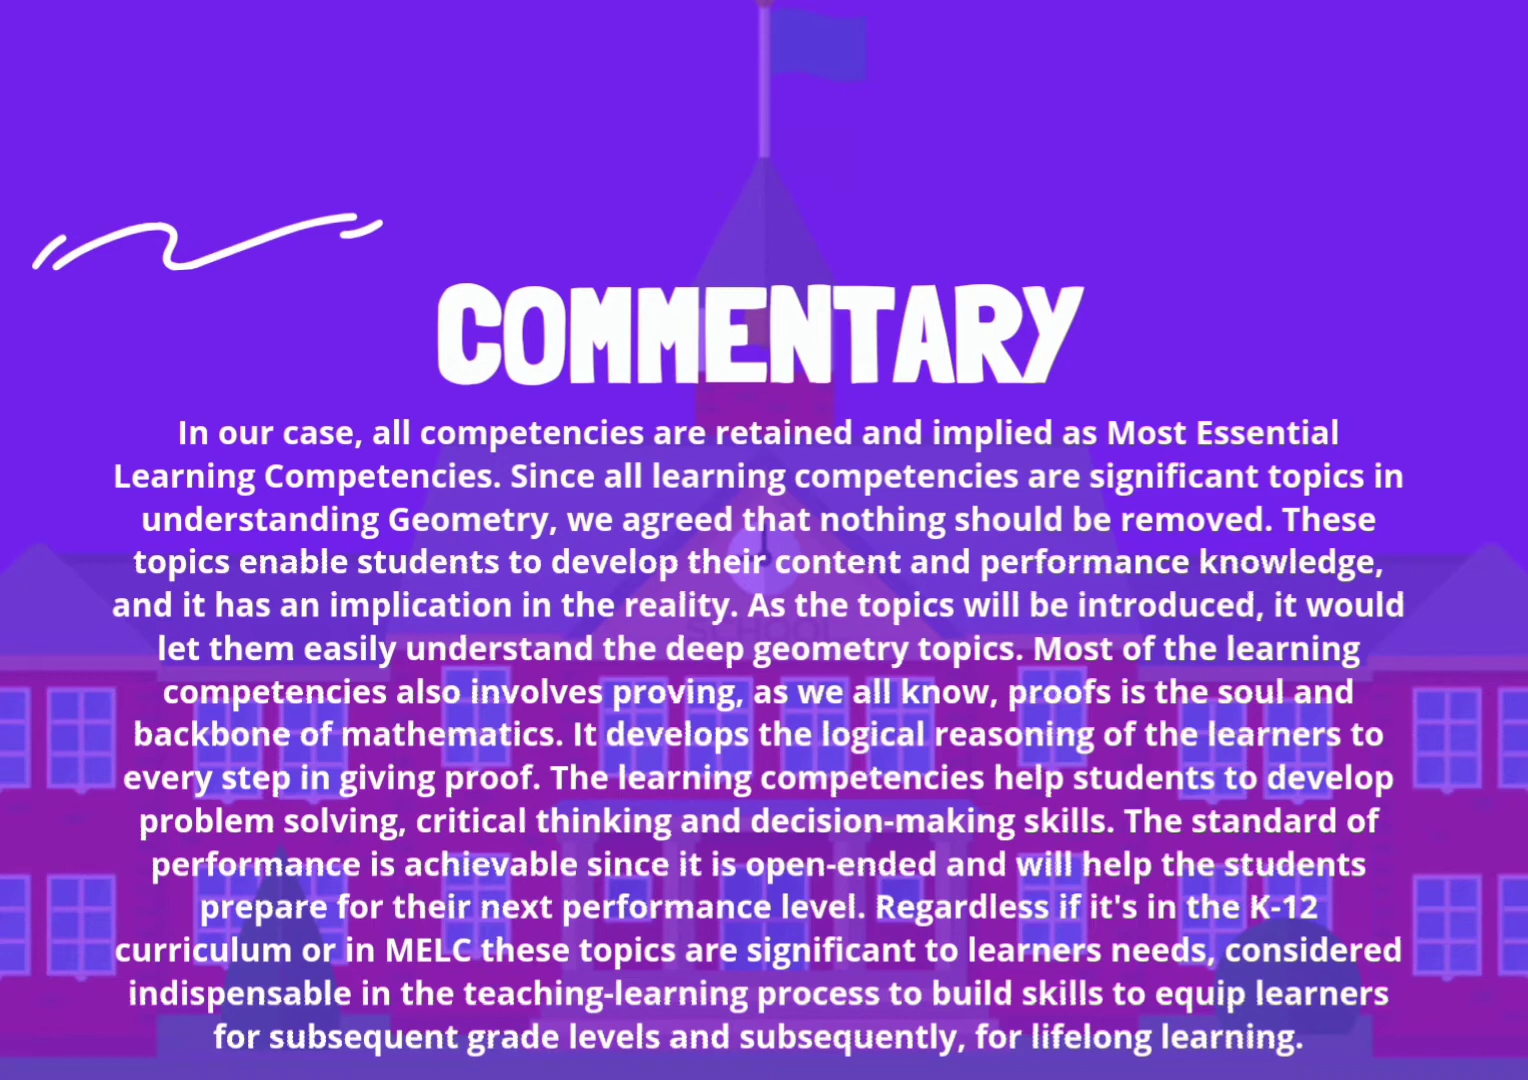 COMMENTARY
In our case, all competencies are retained and implied as Most Essential
Learning Competencies. Since all learning competencies are significant topics in
understanding Geometry, we agreed that nothing should be removed. These
topics enable students to develop their content and performance knowledge,
and it has an implication in the reality. As the topics will be introduced, it would
let them easily understand the deep geometry topics. Most of the learning
competencies also involves proving, as we all know, proofs is the soul and
backbone of mathematics. It develops the logical reasoning of the learners to
every step in giving proof. The learning competencies help students to develop
problem solving, critical thinking and decision-making skills. The standard of
performance is achievable since it is open-ended and will help the students
prepare for their next performance level. Regardless if it's in the K-12
curriculum or in MELC these topics are significant to learners needs, considered
indispensable in the teaching-learning process to build skills to equip learners
for subsequent grade levels and subsequently, for lifelong learning.
SCHOOL